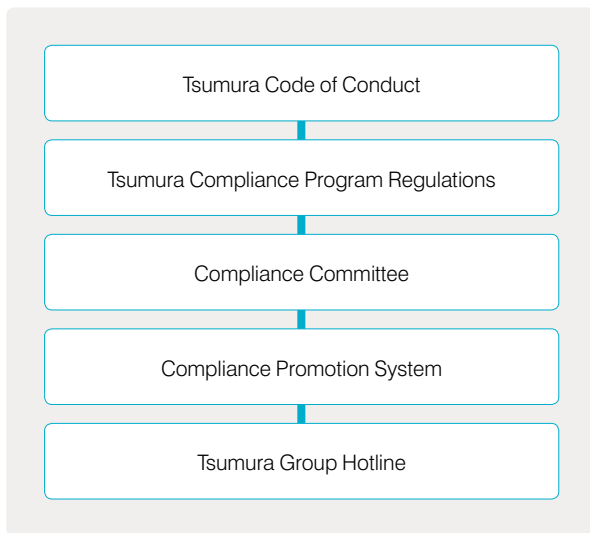 Tsumura Code of Conduct
Tsumura Compliance Program Regulations
Compliance Committee
Compliance Promotion System
Tsumura Group Hotline